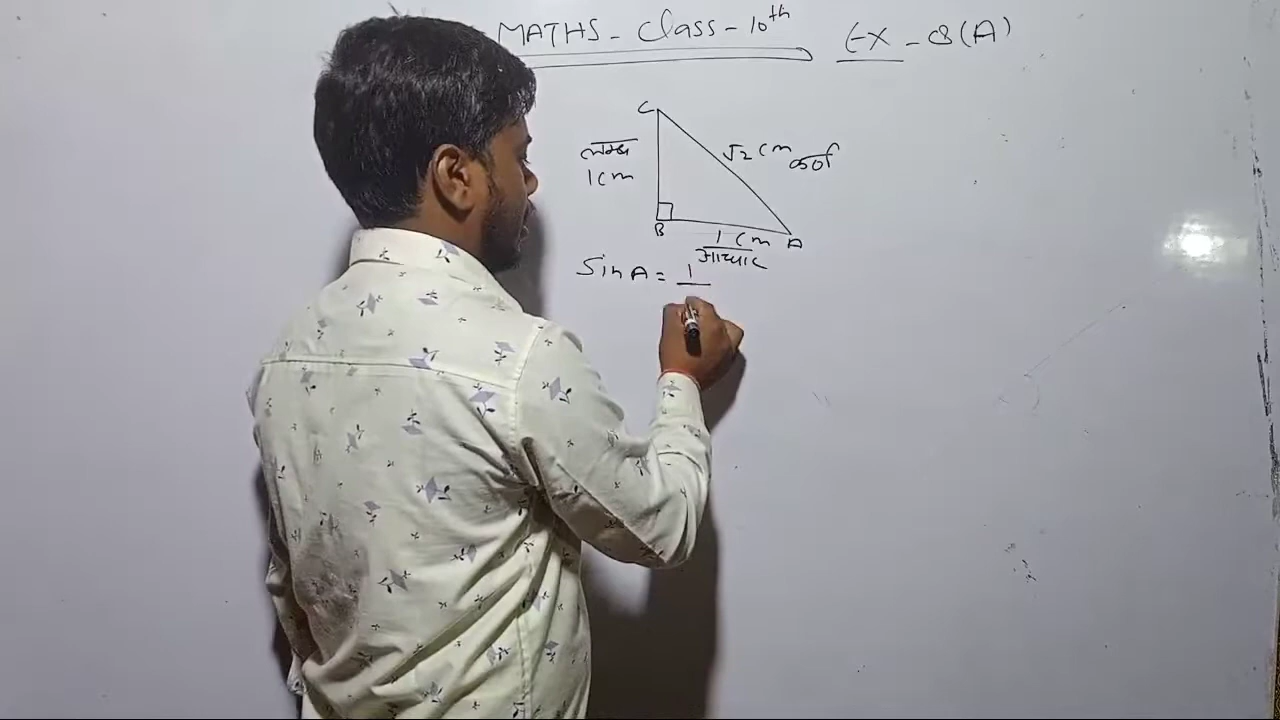 MATHS - Class - 10th
Ex - 8(A)
C
लम्ब
1cm
√2 cm
कर्ण
B
1 cm
A
आधार
Sin A = 1